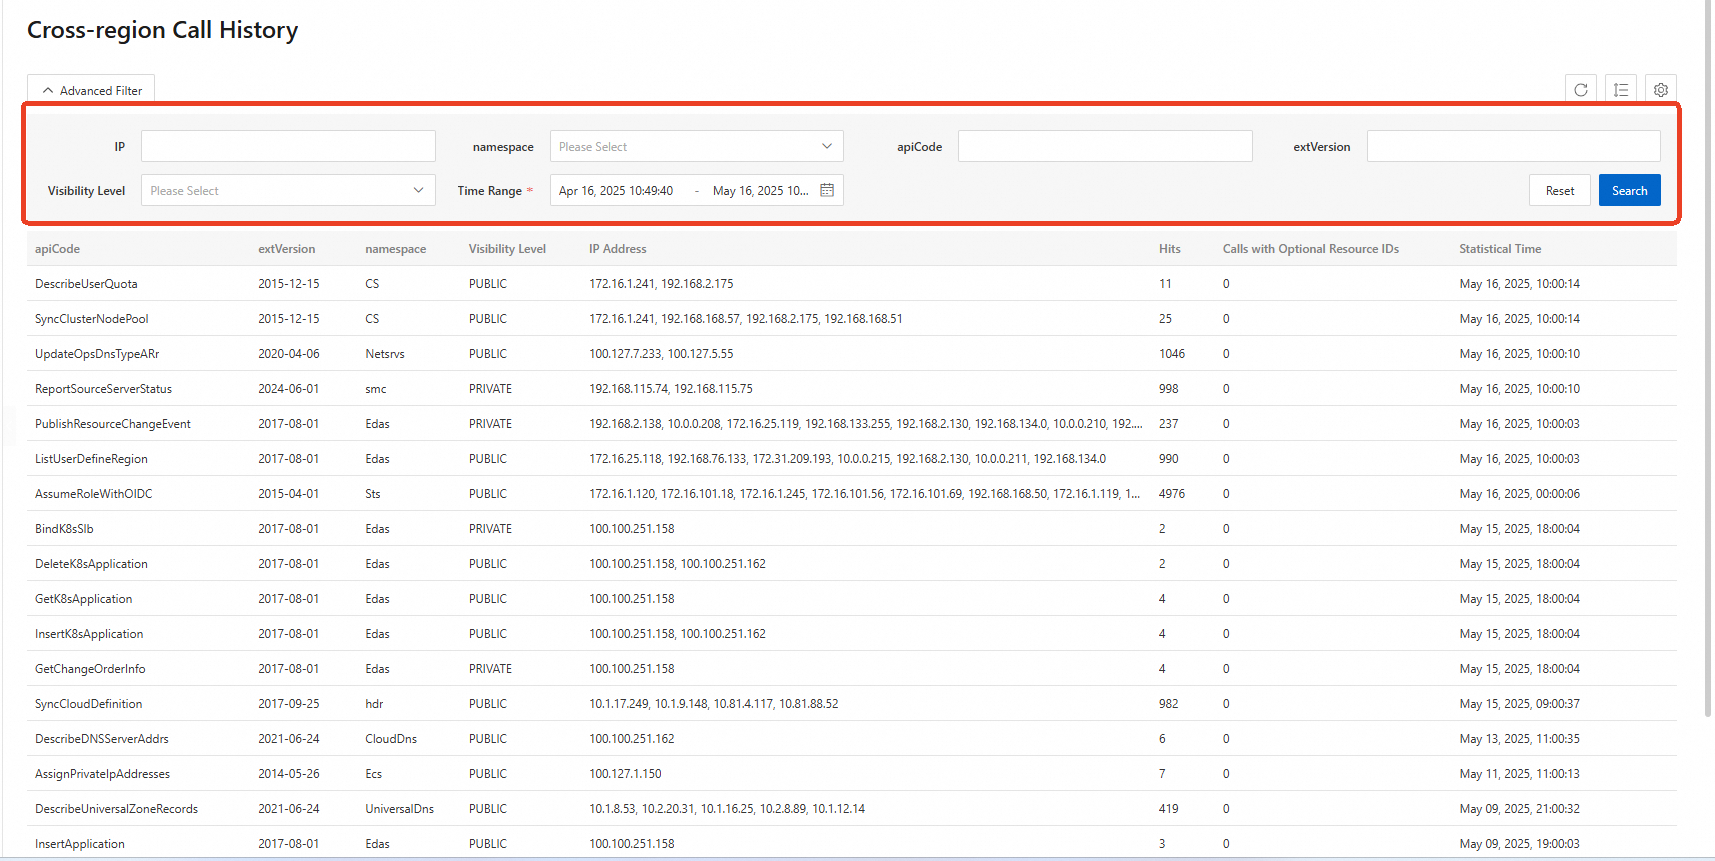 Cross-region Call History
Advanced Filter
IP namespace Please Select apiCode extVersion
Visibility Level Please Select Time Range * Apr 16, 2025 10:49:40 - May 16, 2025 10... Reset Search
apiCode extVersion namespace Visibility Level IP Address Hits Calls with Optional Resource IDs Statistical Time
DescribeUserQuota 2015-12-15 CS PUBLIC 172.16.1.241, 192.168.2.175 11 0 May 16, 2025, 10:00:14
SyncClusterNodePool 2015-12-15 CS PUBLIC 172.16.1.241, 192.168.168.57, 192.168.2.175, 192.168.168.51 25 0 May 16, 2025, 10:00:14
UpdateOpsDnsTypeARr 2020-04-06 Netsrvs PUBLIC 100.127.7.233, 100.127.5.55 1046 0 May 16, 2025, 10:00:10
ReportSourceServerStatus 2024-06-01 smc PRIVATE 192.168.115.74, 192.168.115.75 998 0 May 16, 2025, 10:00:10
PublishResourceChangeEvent 2017-08-01 Edas PRIVATE 192.168.2.138, 10.0.0.208, 172.16.25.119, 192.168.133.255, 192.168.2.130, 192.168.134.0, 10.0.0.210, 192.... 237 0 May 16, 2025, 10:00:03
ListUserDefineRegion 2017-08-01 Edas PUBLIC 172.16.25.118, 192.168.76.133, 172.31.209.193, 10.0.0.215, 192.168.2.130, 10.0.0.211, 192.168.134.0 990 0 May 16, 2025, 10:00:03
AssumeRoleWithOIDC 2015-04-01 Sts PUBLIC 172.16.1.120, 172.16.101.18, 172.16.1.245, 172.16.101.56, 172.16.101.69, 192.168.168.50, 172.16.1.119, 1... 4976 0 May 16, 2025, 00:00:06
BindK8sSlb 2017-08-01 Edas PRIVATE 100.100.251.158 2 0 May 15, 2025, 18:00:04
DeleteK8sApplication 2017-08-01 Edas PUBLIC 100.100.251.158, 100.100.251.162 2 0 May 15, 2025, 18:00:04
GetK8sApplication 2017-08-01 Edas PUBLIC 100.100.251.158 4 0 May 15, 2025, 18:00:04
InsertK8sApplication 2017-08-01 Edas PUBLIC 100.100.251.158, 100.100.251.162 4 0 May 15, 2025, 18:00:04
GetChangeOrderInfo 2017-08-01 Edas PRIVATE 100.100.251.158 4 0 May 15, 2025, 18:00:04
SyncCloudDefinition 2017-09-25 hdr PUBLIC 10.1.17.249, 10.1.9.148, 10.81.4.117, 10.81.88.52 982 0 May 15, 2025, 09:00:37
DescribeDNSServerAddrs 2021-06-24 CloudDns PUBLIC 100.100.251.162 6 0 May 13, 2025, 11:00:35
AssignPrivateIpAddresses 2014-05-26 Ecs PUBLIC 100.127.1.150 7 0 May 11, 2025, 11:00:13
DescribeUniversalZoneRecords 2021-06-24 UniversalDns PUBLIC 10.1.8.53, 10.2.20.31, 10.1.16.25, 10.2.8.89, 10.1.12.14 419 0 May 09, 2025, 21:00:32
InsertApplication 2017-08-01 Edas PUBLIC 100.100.251.158 3 0 May 09, 2025, 19:00:03